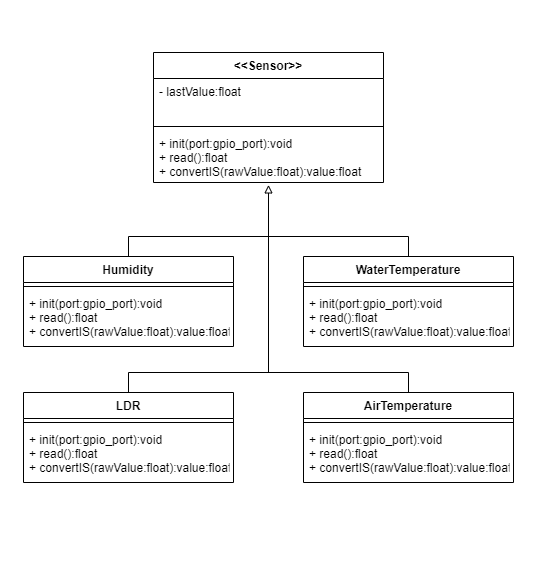 <<Sensor>>
- lastValue:float
+ init(port:gpio_port):void
+ read():float
+ convertIS(rawValue:float):value:float
Humidity
+ init(port:gpio_port):void
+ read():float
+ convertIS(rawValue:float):value:float
WaterTemperature
+ init(port:gpio_port):void
+ read():float
+ convertIS(rawValue:float):value:float
LDR
+ init(port:gpio_port):void
+ read():float
+ convertIS(rawValue:float):value:float
AirTemperature
+ init(port:gpio_port):void
+ read():float
+ convertIS(rawValue:float):value:float